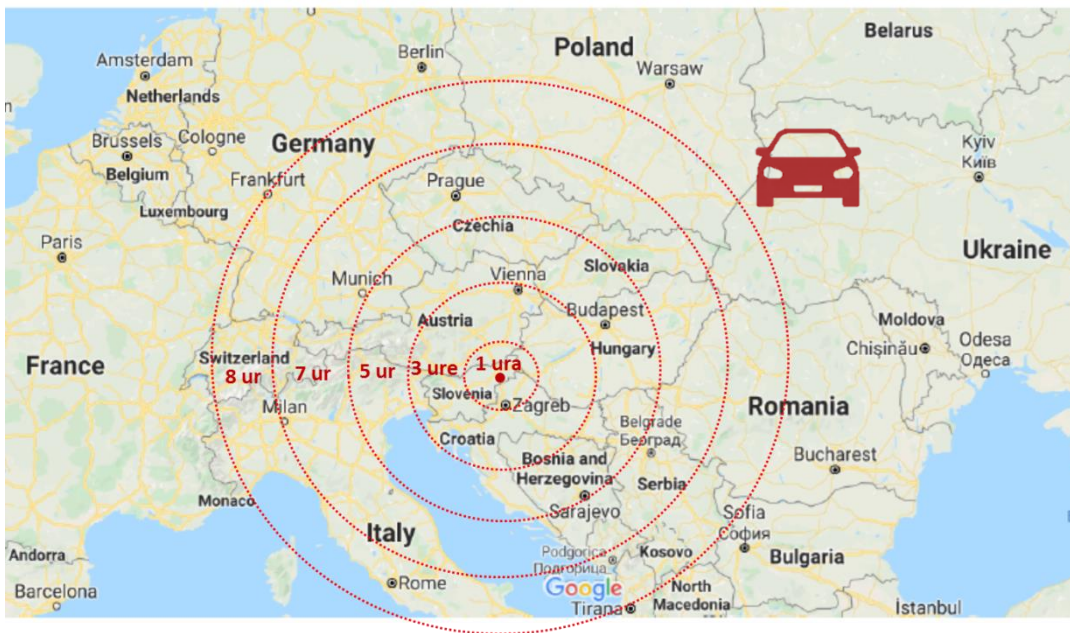 Belarus
Berlin
Poland
Amsterdam
Warsaw
Netherlands
Cologne
Brussels
Germany
Kyiv
Київ
Belgium
Frankfurt
Prague
Luxembourg
Czechia
Paris
Ukraine
Munich
Vienna
Slovakia
Budapest
Austria
Moldova
Hungary
Chișinău
Odesa
Одеса
France
Switzerland
8 ur
7 ur
5 ur
3 ure
1 ura
Slovenia
Zagreb
Milan
Romania
Belgrade
Београд
Croatia
Bosnia and
Herzegovina
Bucharest
Serbia
Monaco
Sarajevo
Sofia
София
Italy
Andorra
Podgorica
Подгорица
Kosovo
Bulgaria
Barcelona
Rome
Google
North
Macedonia
Tirana
İstanbul